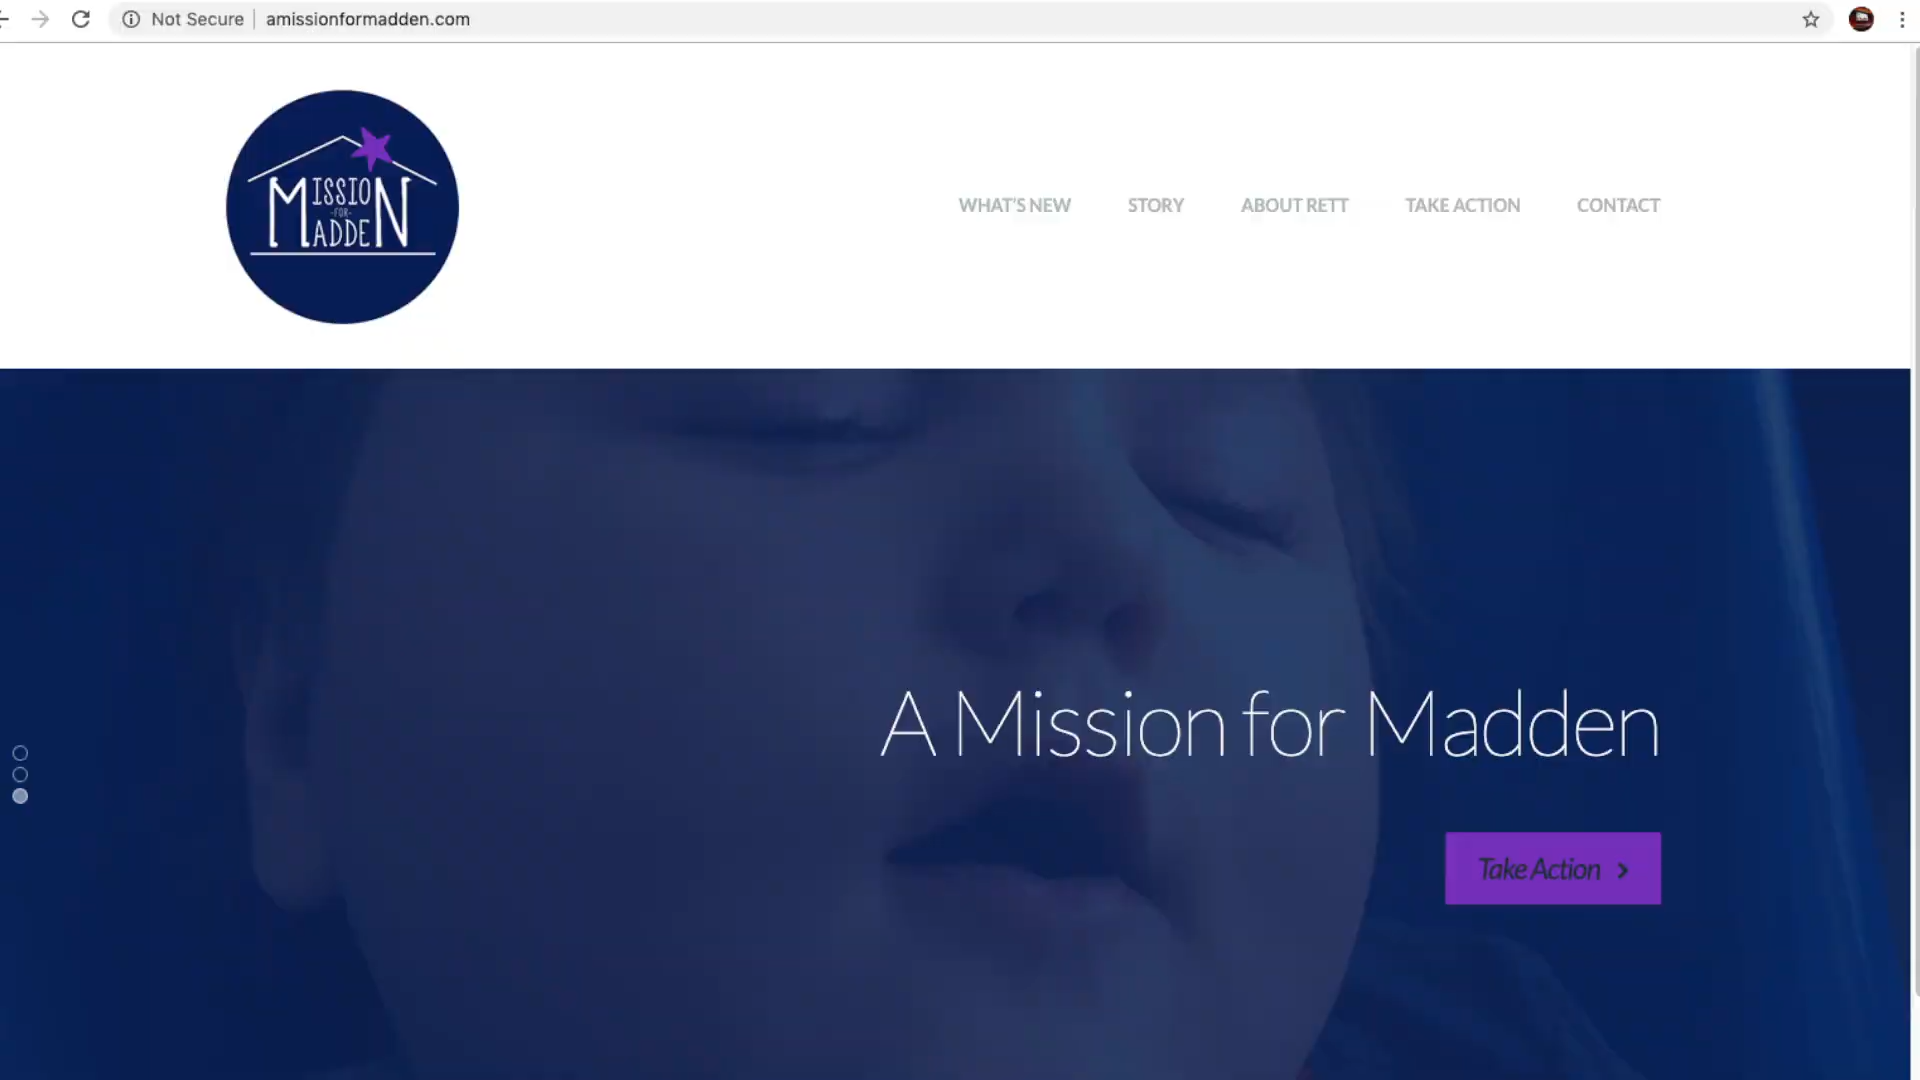 Not Secure | amissionformadden.com
MISSION
-FOR-
MADDEN
WHAT'S NEW STORY ABOUT RETT TAKE ACTION CONTACT
A Mission for Madden
Take Action